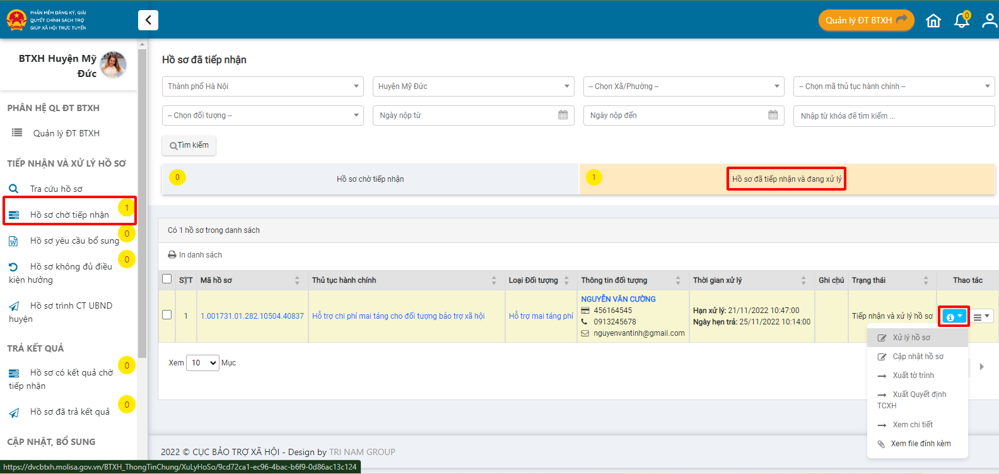 PHẦN MỀM ĐĂNG KÝ, GIẢI
QUYẾT CHÍNH SÁCH TRỢ
GIÚP XÃ HỘI TRỰC TUYẾN
Quản lý ĐT BTXH
0
BTXH Huyện Mỹ
Đức
PHÂN HỆ QL ĐT BTXH
Quản lý ĐT BTXH
TIẾP NHẬN VÀ XỬ LÝ HỒ SƠ
Tra cứu hồ sơ
Hồ sơ chờ tiếp nhận
1
Hồ sơ yêu cầu bổ sung
0
Hồ sơ không đủ điều
kiện hưởng
0
Hồ sơ trình CT UBND
huyện
TRẢ KẾT QUẢ
Hồ sơ có kết quả chờ
tiếp nhận
0
Hồ sơ đã trả kết quả
0
CẬP NHẬT, BỔ SUNG
Hồ sơ đã tiếp nhận
Thành phố Hà Nội
Huyện Mỹ Đức
-- Chọn Xã/Phường --
-- Chọn mã thủ tục hành chính --
-- Chọn đối tượng --
Ngày nộp từ
Ngày nộp đến
Nhập từ khóa để tìm kiếm ...
Tìm kiếm
0
Hồ sơ chờ tiếp nhận
1
Hồ sơ đã tiếp nhận và đang xử lý
Có 1 hồ sơ trong danh sách
In danh sách
STT Mã hồ sơ Thủ tục hành chính Loại Đối tượng Thông tin đối tượng Thời gian xử lý Ghi chú Trạng thái Thao tác
1 1.001731.01.282.10504.40837 Hỗ trợ chi phí mai táng cho đối tượng bảo trợ xã hội Hỗ trợ mai táng phí
NGUYỄN VĂN CƯỜNG
456164545
0913245678
nguyenvantinh@gmail.com
Hạn xử lý: 21/11/2022 10:47:00
Ngày hẹn trả: 25/11/2022 10:14:00
Tiếp nhận và xử lý hồ sơ
Xử lý hồ sơ
Cập nhật hồ sơ
Xuất tờ trình
Xuất Quyết định
TCXH
Xem chi tiết
Xem file đính kèm
Xem 10 Mục
2022 © CỤC BẢO TRỢ XÃ HỘI - Design by TRI NAM GROUP
https://dvcbtxh.molisa.gov.vn/BTXH_ThongTinChung/XuLyHoSo/9cd72ca1-ec96-4bac-b6f9-0d86ac13c124